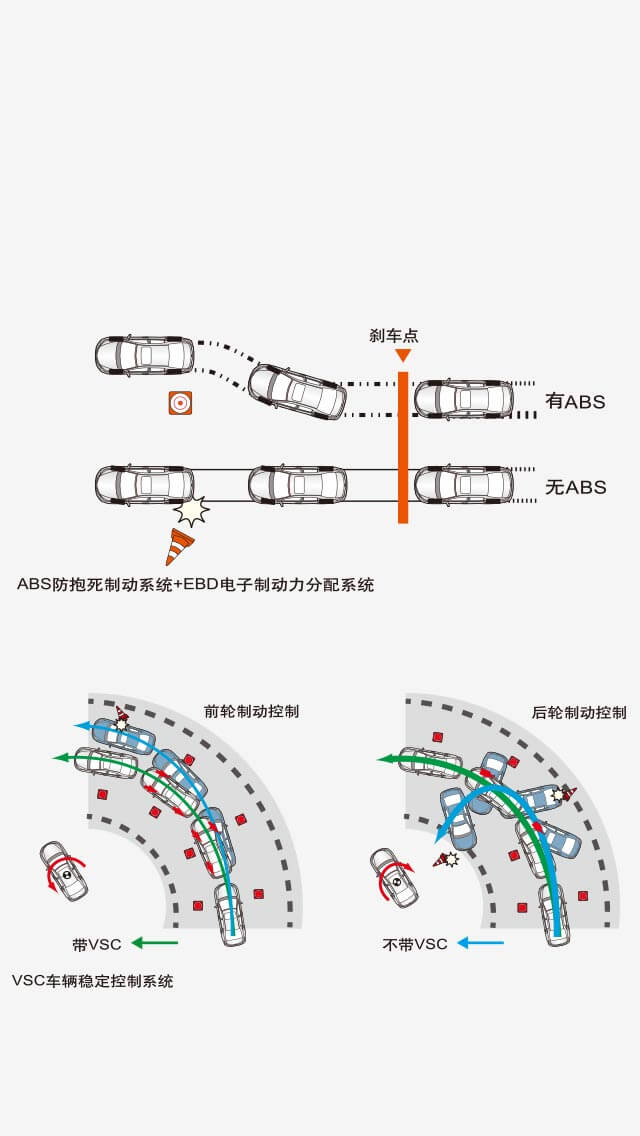 刹车点
有ABS
无ABS
ABS防抱死制动系统+EBD电子制动力分配系统
前轮制动控制
后轮制动控制
带VSC
不带VSC
VSC车辆稳定控制系统